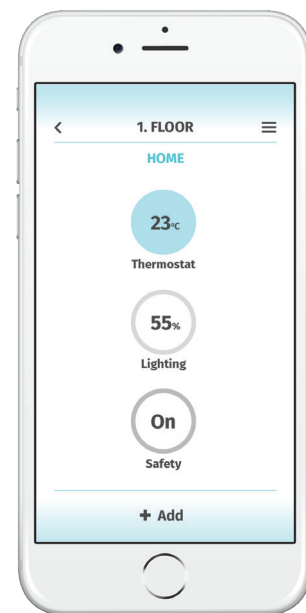 1. FLOOR
HOME
23°C
Thermostat
55%
Lighting
On
Safety
+ Add